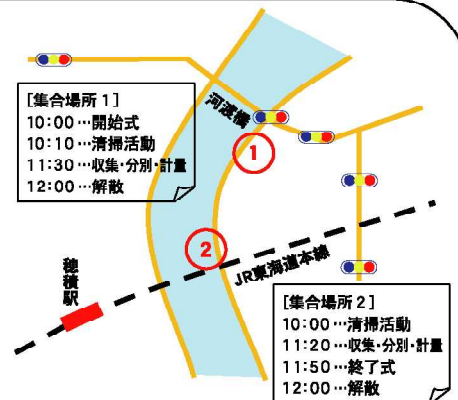 [集合場所1]
10:00…開始式
10:10…清掃活動
11:30…収集・分別・計量
12:00…解散
河渡橋
1
2
穂積駅
JR東海道本線
[集合場所2]
10:00…清掃活動
11:20…収集・分別・計量
11:50…終了式
12:00…解散